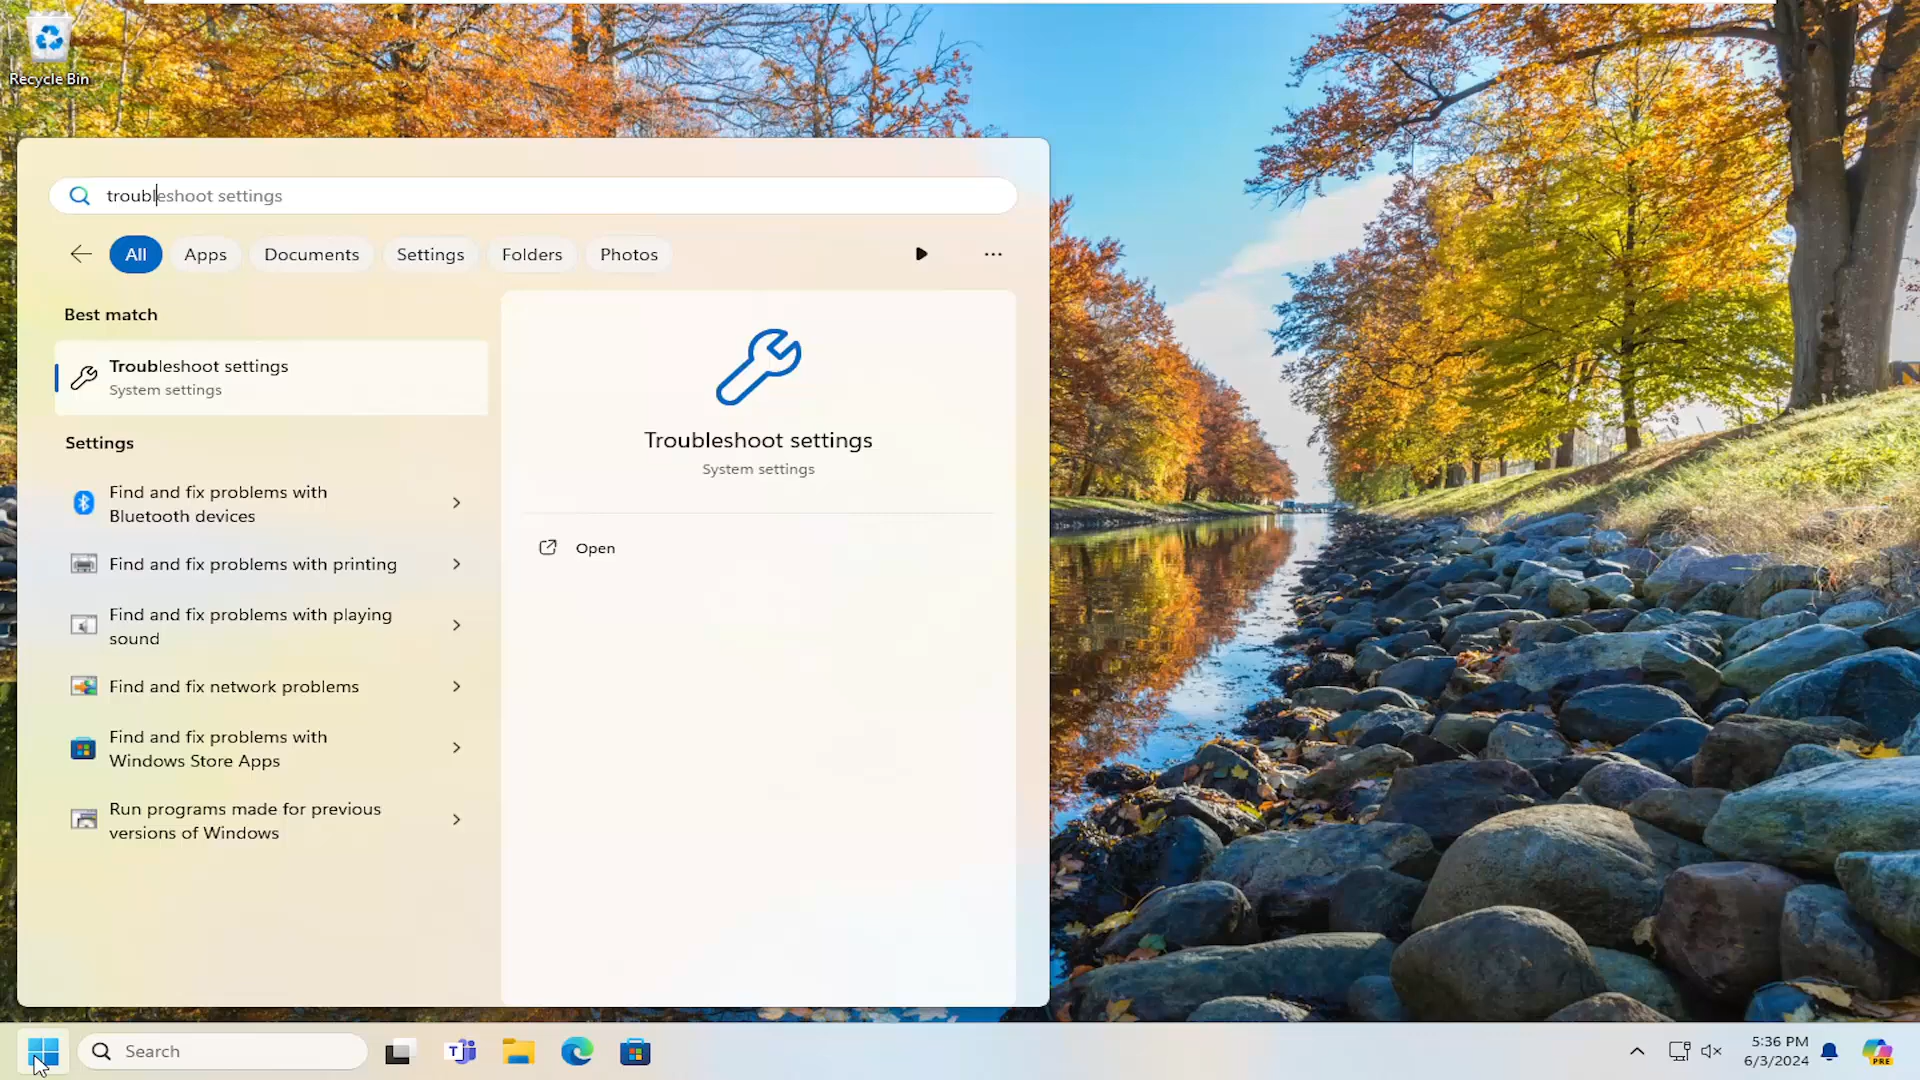 Recycle Bin
troubleshoot settings
All Apps Documents Settings Folders Photos
Best match
Troubleshoot settings
System settings
Settings
Find and fix problems with
Bluetooth devices
Find and fix problems with printing
Find and fix problems with playing
sound
Find and fix network problems
Find and fix problems with
Windows Store Apps
Run programs made for previous
versions of Windows
Troubleshoot settings
System settings
Open
Search
T
5:36 PM
6/3/2024
PRE